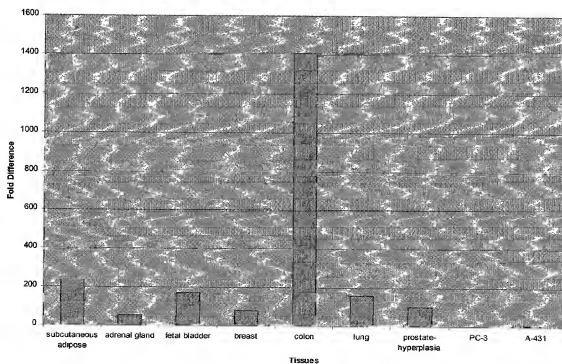 1600
1400
1200
1000
800
600
400
200
0
Fold Difference
subcutaneous adipose
adrenal gland
fetal bladder
breast
colon
lung
prostate-hyperplasia
PC-3
A-431
Tissues